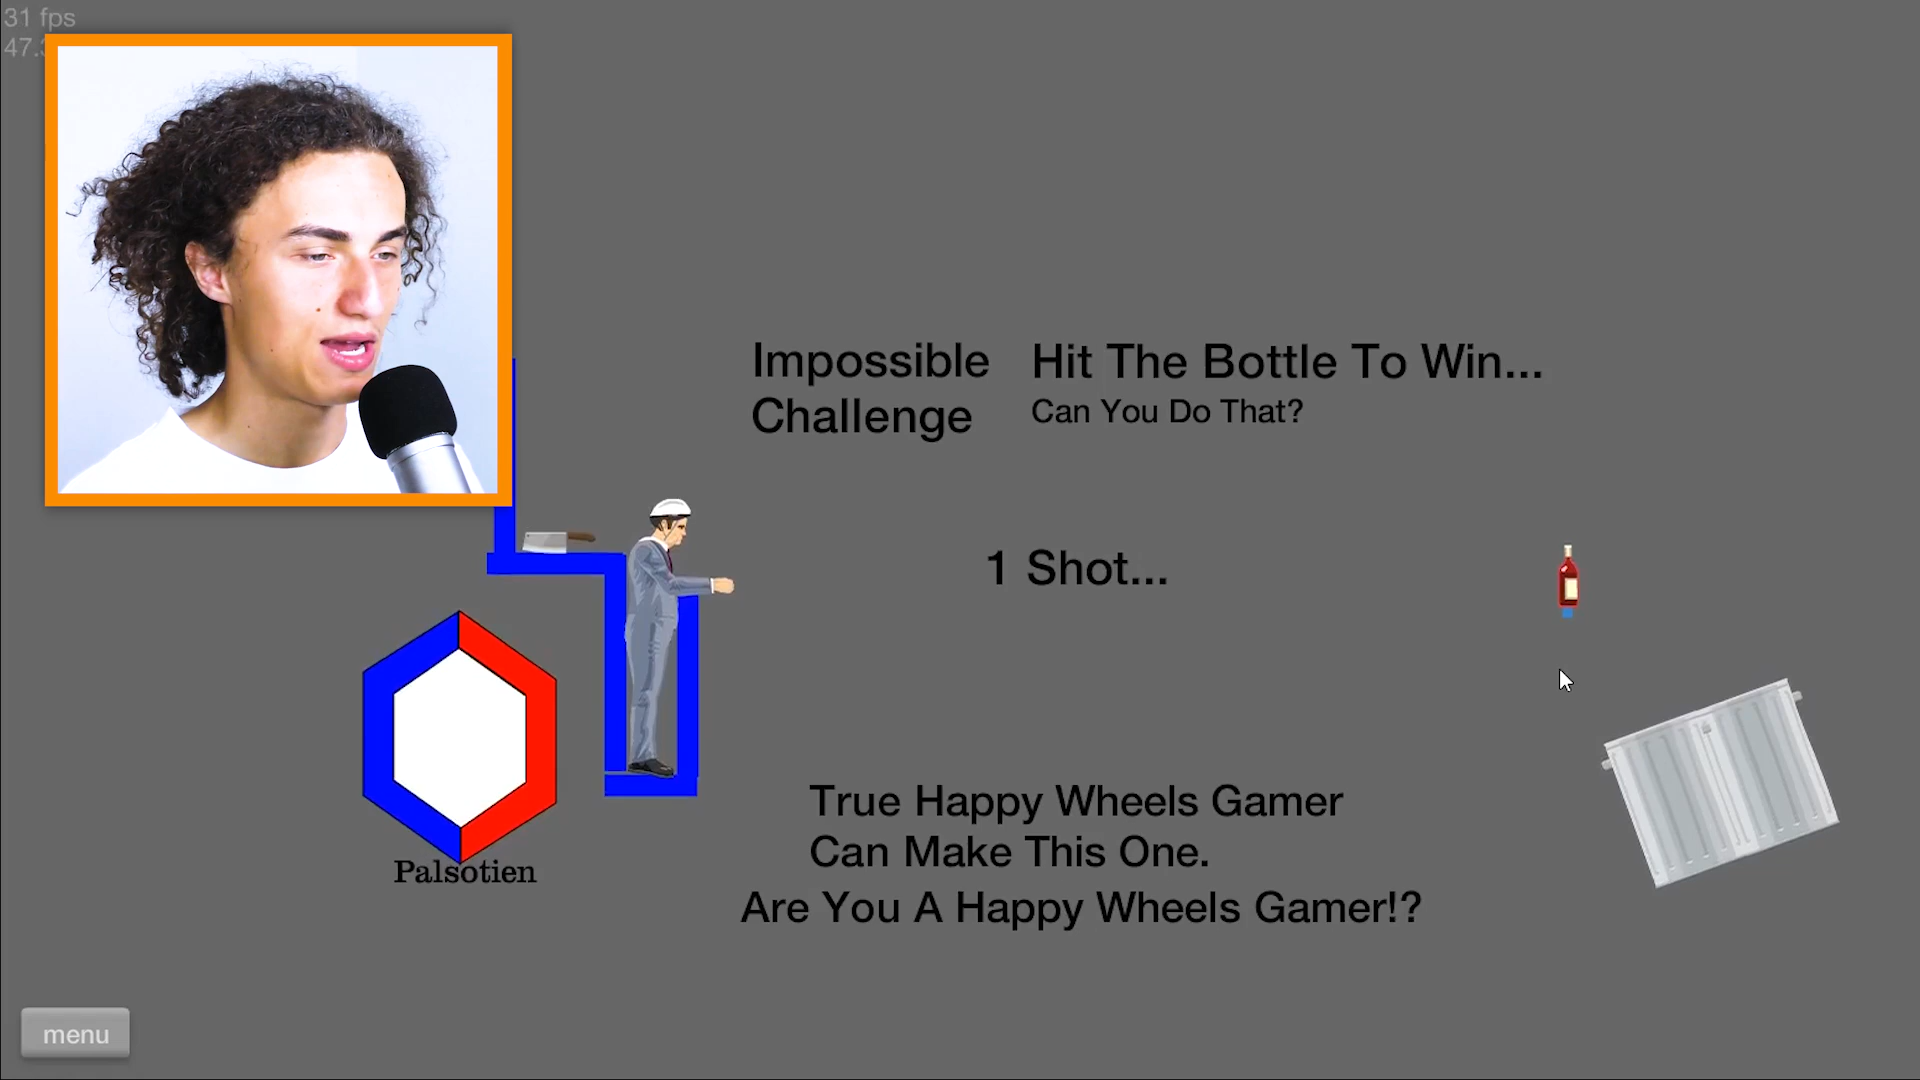 31 fps
47.
Impossible
Challenge
Hit The Bottle To Win...
Can You Do That?
1 Shot...
Palsotien
True Happy Wheels Gamer
Can Make This One.
Are You A Happy Wheels Gamer!?
menu